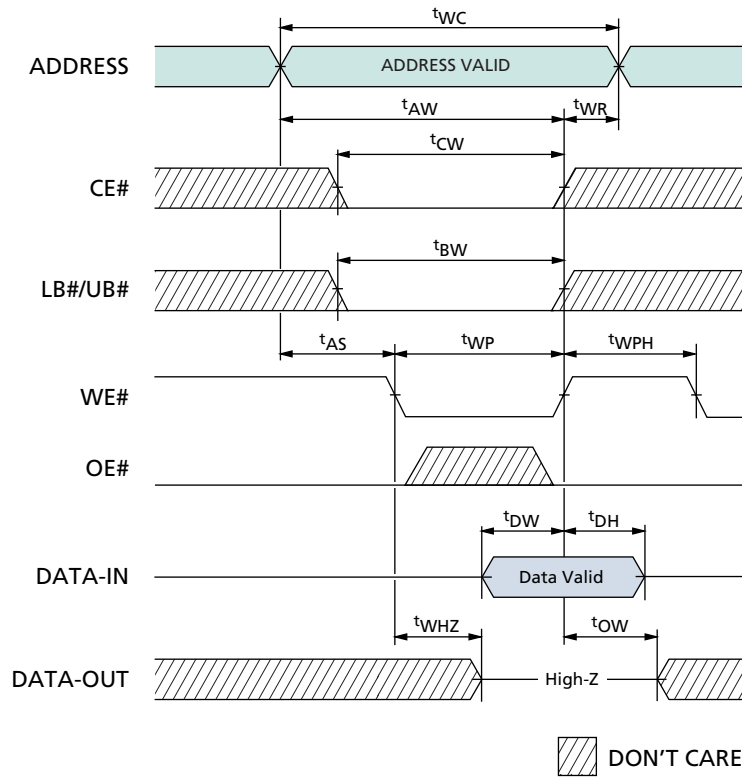 tWC
ADDRESS
ADDRESS VALID
tAW
tWR
tCW
CE#
tBW
LB#/UB#
tAS
tWP
tWPH
WE#
OE#
tDW
tDH
DATA-IN
Data Valid
tWHZ
tOW
DATA-OUT
High-Z
DON'T CARE